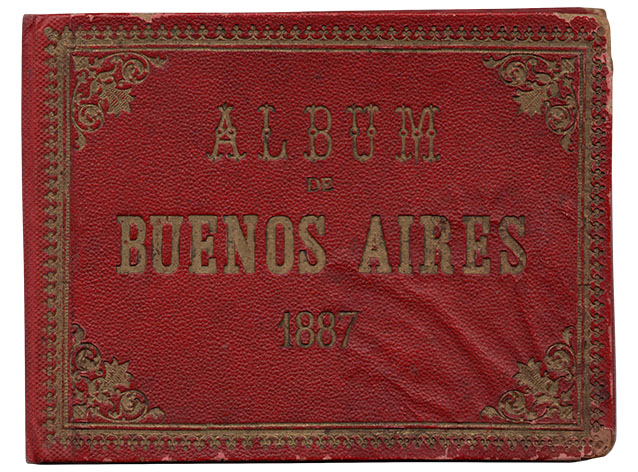 ALBUM
DE
BUENOS AIRES
1887